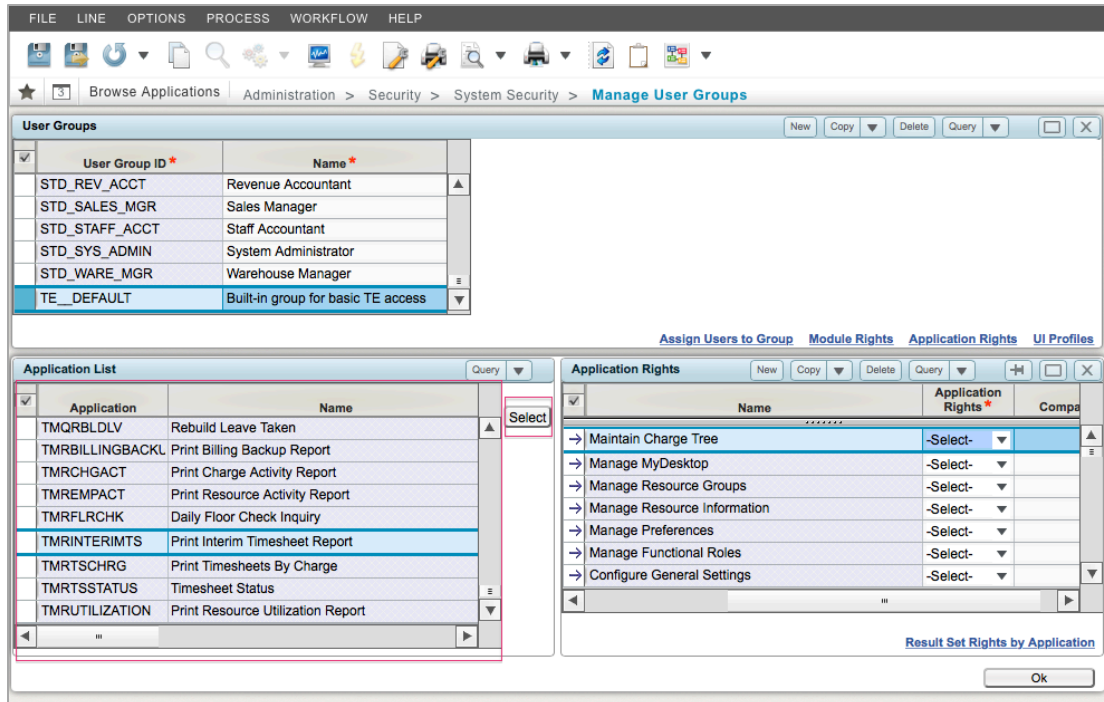 FILE LINE OPTIONS PROCESS WORKFLOW HELP
3 Browse Applications Administration > Security > System Security > Manage User Groups
User Groups New Copy Delete Query
User Group ID * Name *
STD_REV_ACCT Revenue Accountant
STD_SALES_MGR Sales Manager
STD_STAFF_ACCT Staff Accountant
STD_SYS_ADMIN System Administrator
STD_WARE_MGR Warehouse Manager
TE__DEFAULT Built-in group for basic TE access
Assign Users to Group Module Rights Application Rights UI Profiles
Application List Query
Application Name
Select
TMQRBLDLV Rebuild Leave Taken
TMRBILLINGBACKU Print Billing Backup Report
TMRCHGACT Print Charge Activity Report
TMREMPACT Print Resource Activity Report
TMRFLRCHK Daily Floor Check Inquiry
TMRINTERIMTS Print Interim Timesheet Report
TMRTSCHRG Print Timesheets By Charge
TMRTSSTATUS Timesheet Status
TMRUTILIZATION Print Resource Utilization Report
Application Rights New Copy Delete Query
Name Application Rights * Compa
Maintain Charge Tree -Select-
Manage MyDesktop -Select-
Manage Resource Groups -Select-
Manage Resource Information -Select-
Manage Preferences -Select-
Manage Functional Roles -Select-
Configure General Settings -Select-
Result Set Rights by Application
Ok